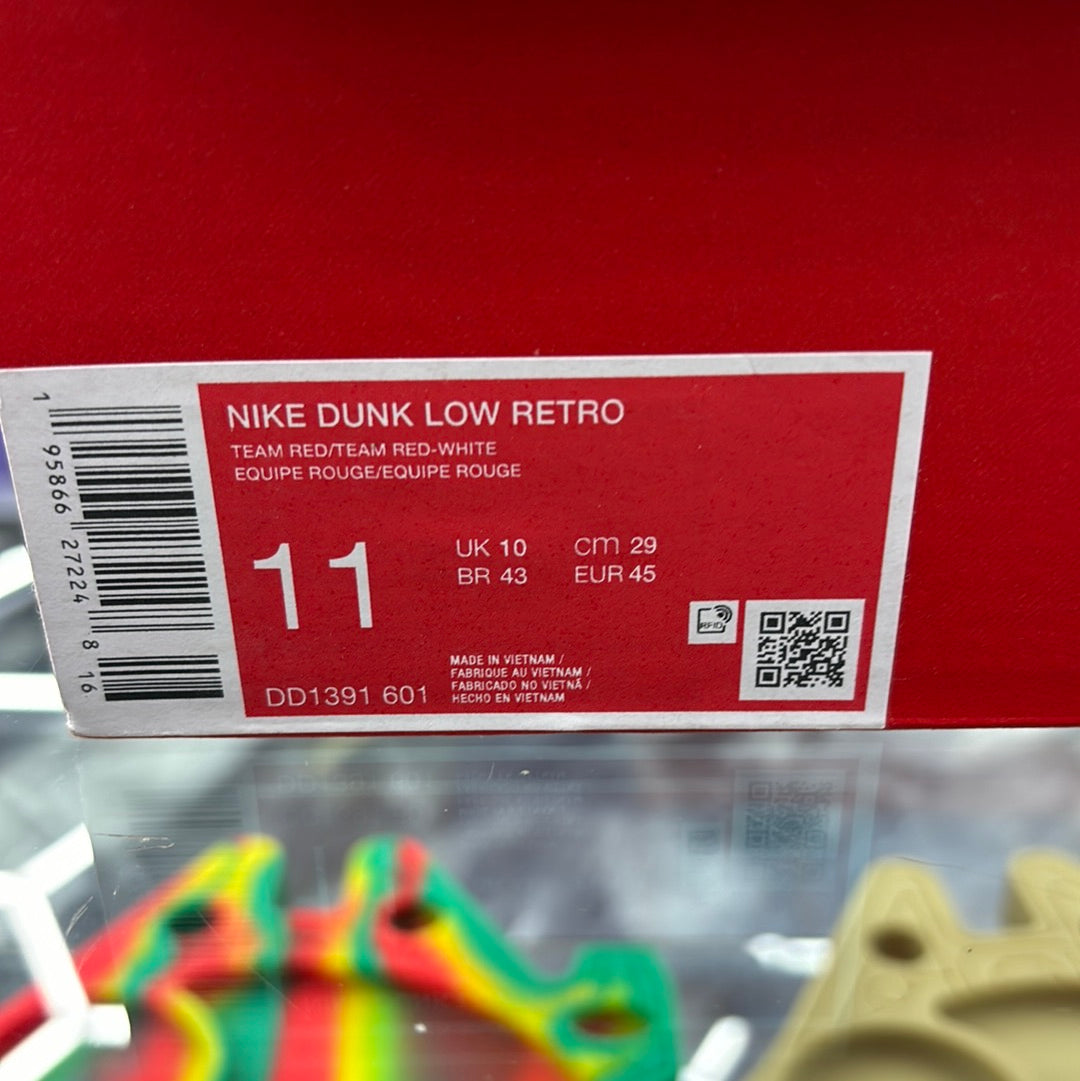 NIKE DUNK LOW RETRO
TEAM RED/TEAM RED-WHITE
EQUIPE ROUGE/EQUIPE ROUGE
11
UK 10
cm 29
BR 43
EUR 45
RFID
DD1391 601
MADE IN VIETNAM /
FABRIQUE AU VIETNAM /
FABRICADO NO VIETNÃ /
HECHO EN VIETNAM
1 95866 27224 8 16